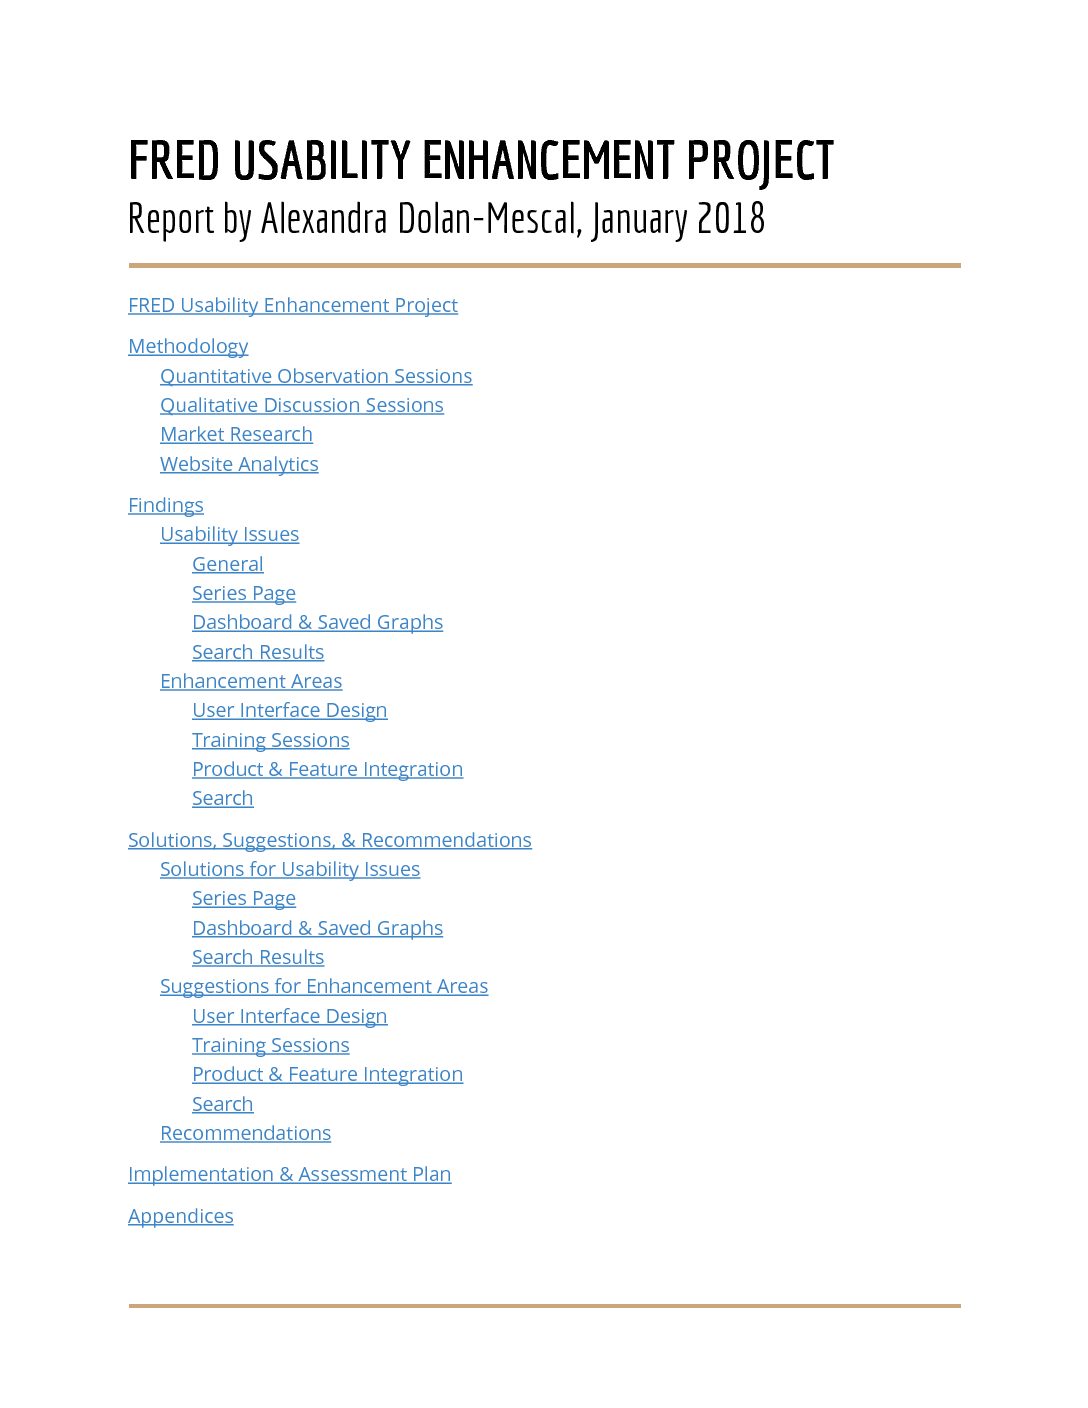 FRED USABILITY ENHANCEMENT PROJECT
Report by Alexandra Dolan-Mescal, January 2018
FRED Usability Enhancement Project
Methodology
Quantitative Observation Sessions
Qualitative Discussion Sessions
Market Research
Website Analytics
Findings
Usability Issues
General
Series Page
Dashboard & Saved Graphs
Search Results
Enhancement Areas
User Interface Design
Training Sessions
Product & Feature Integration
Search
Solutions, Suggestions, & Recommendations
Solutions for Usability Issues
Series Page
Dashboard & Saved Graphs
Search Results
Suggestions for Enhancement Areas
User Interface Design
Training Sessions
Product & Feature Integration
Search
Recommendations
Implementation & Assessment Plan
Appendices